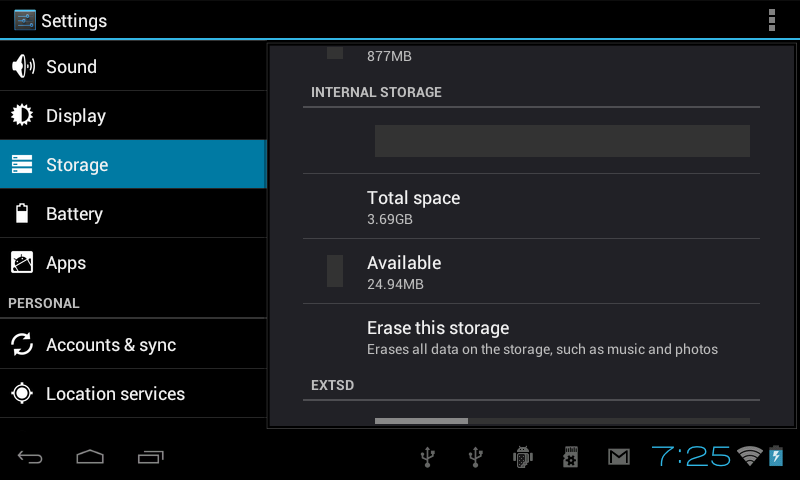 Settings
Sound
Display
Storage
Battery
Apps
PERSONAL
Accounts & sync
Location services
877MB
INTERNAL STORAGE
Total space
3.69GB
Available
24.94MB
Erase this storage
Erases all data on the storage, such as music and photos
EXTSD
7:25